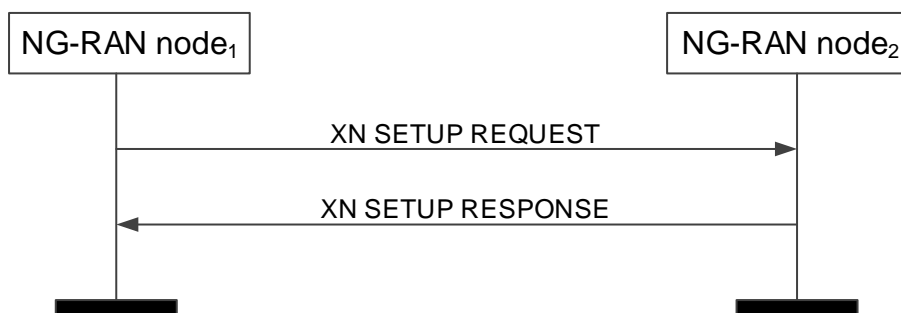 NG-RAN node₁
NG-RAN node₂
XN SETUP REQUEST
XN SETUP RESPONSE